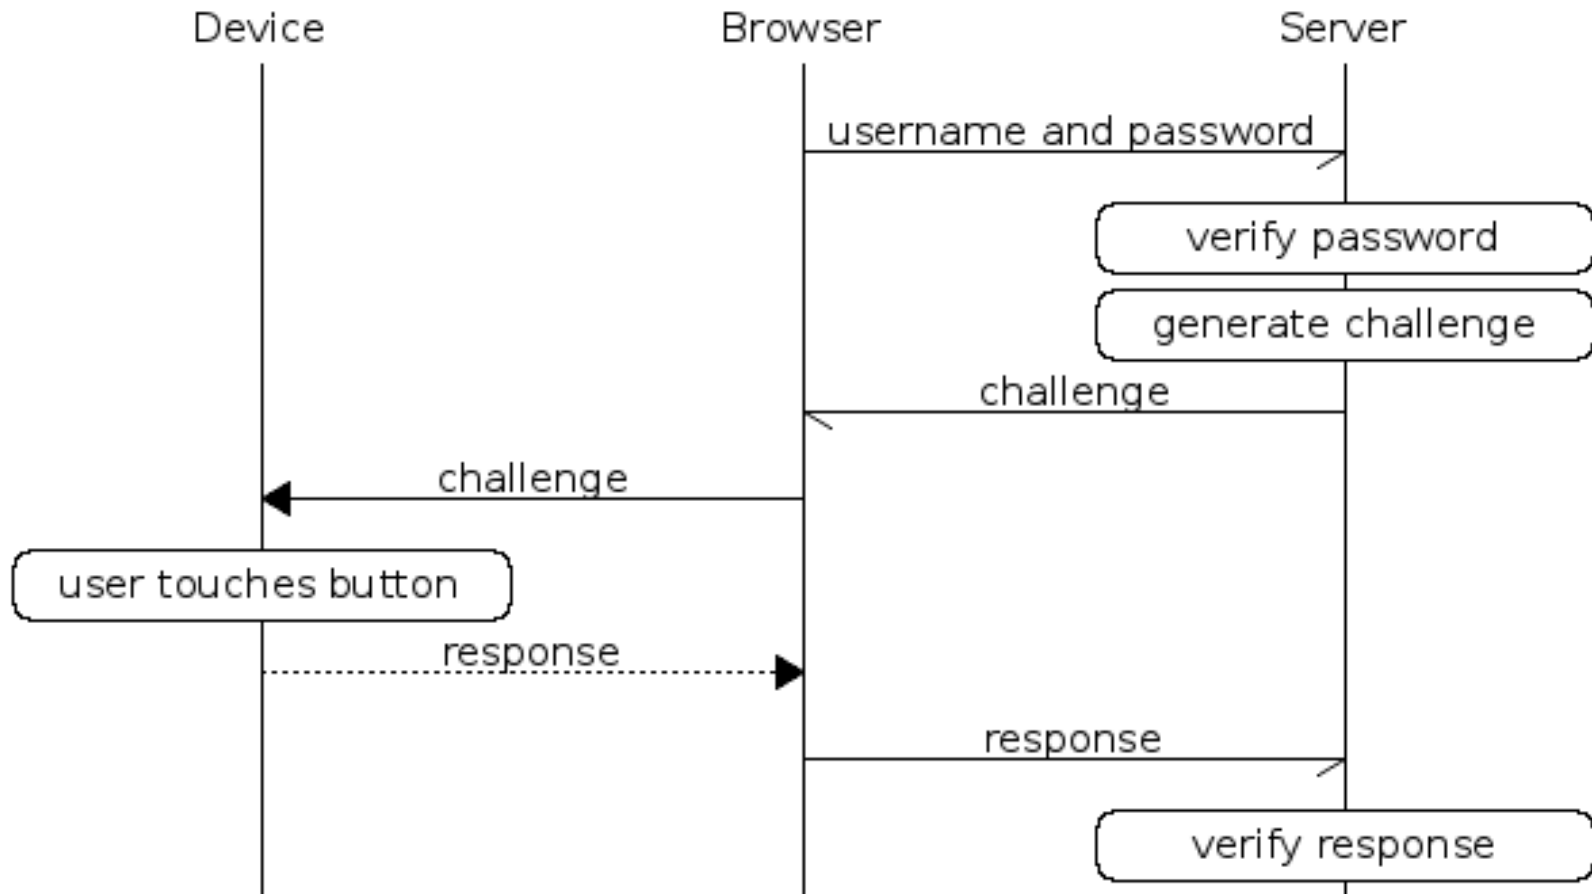 Device
Browser
Server
username and password
verify password
generate challenge
challenge
challenge
user touches button
response
response
verify response